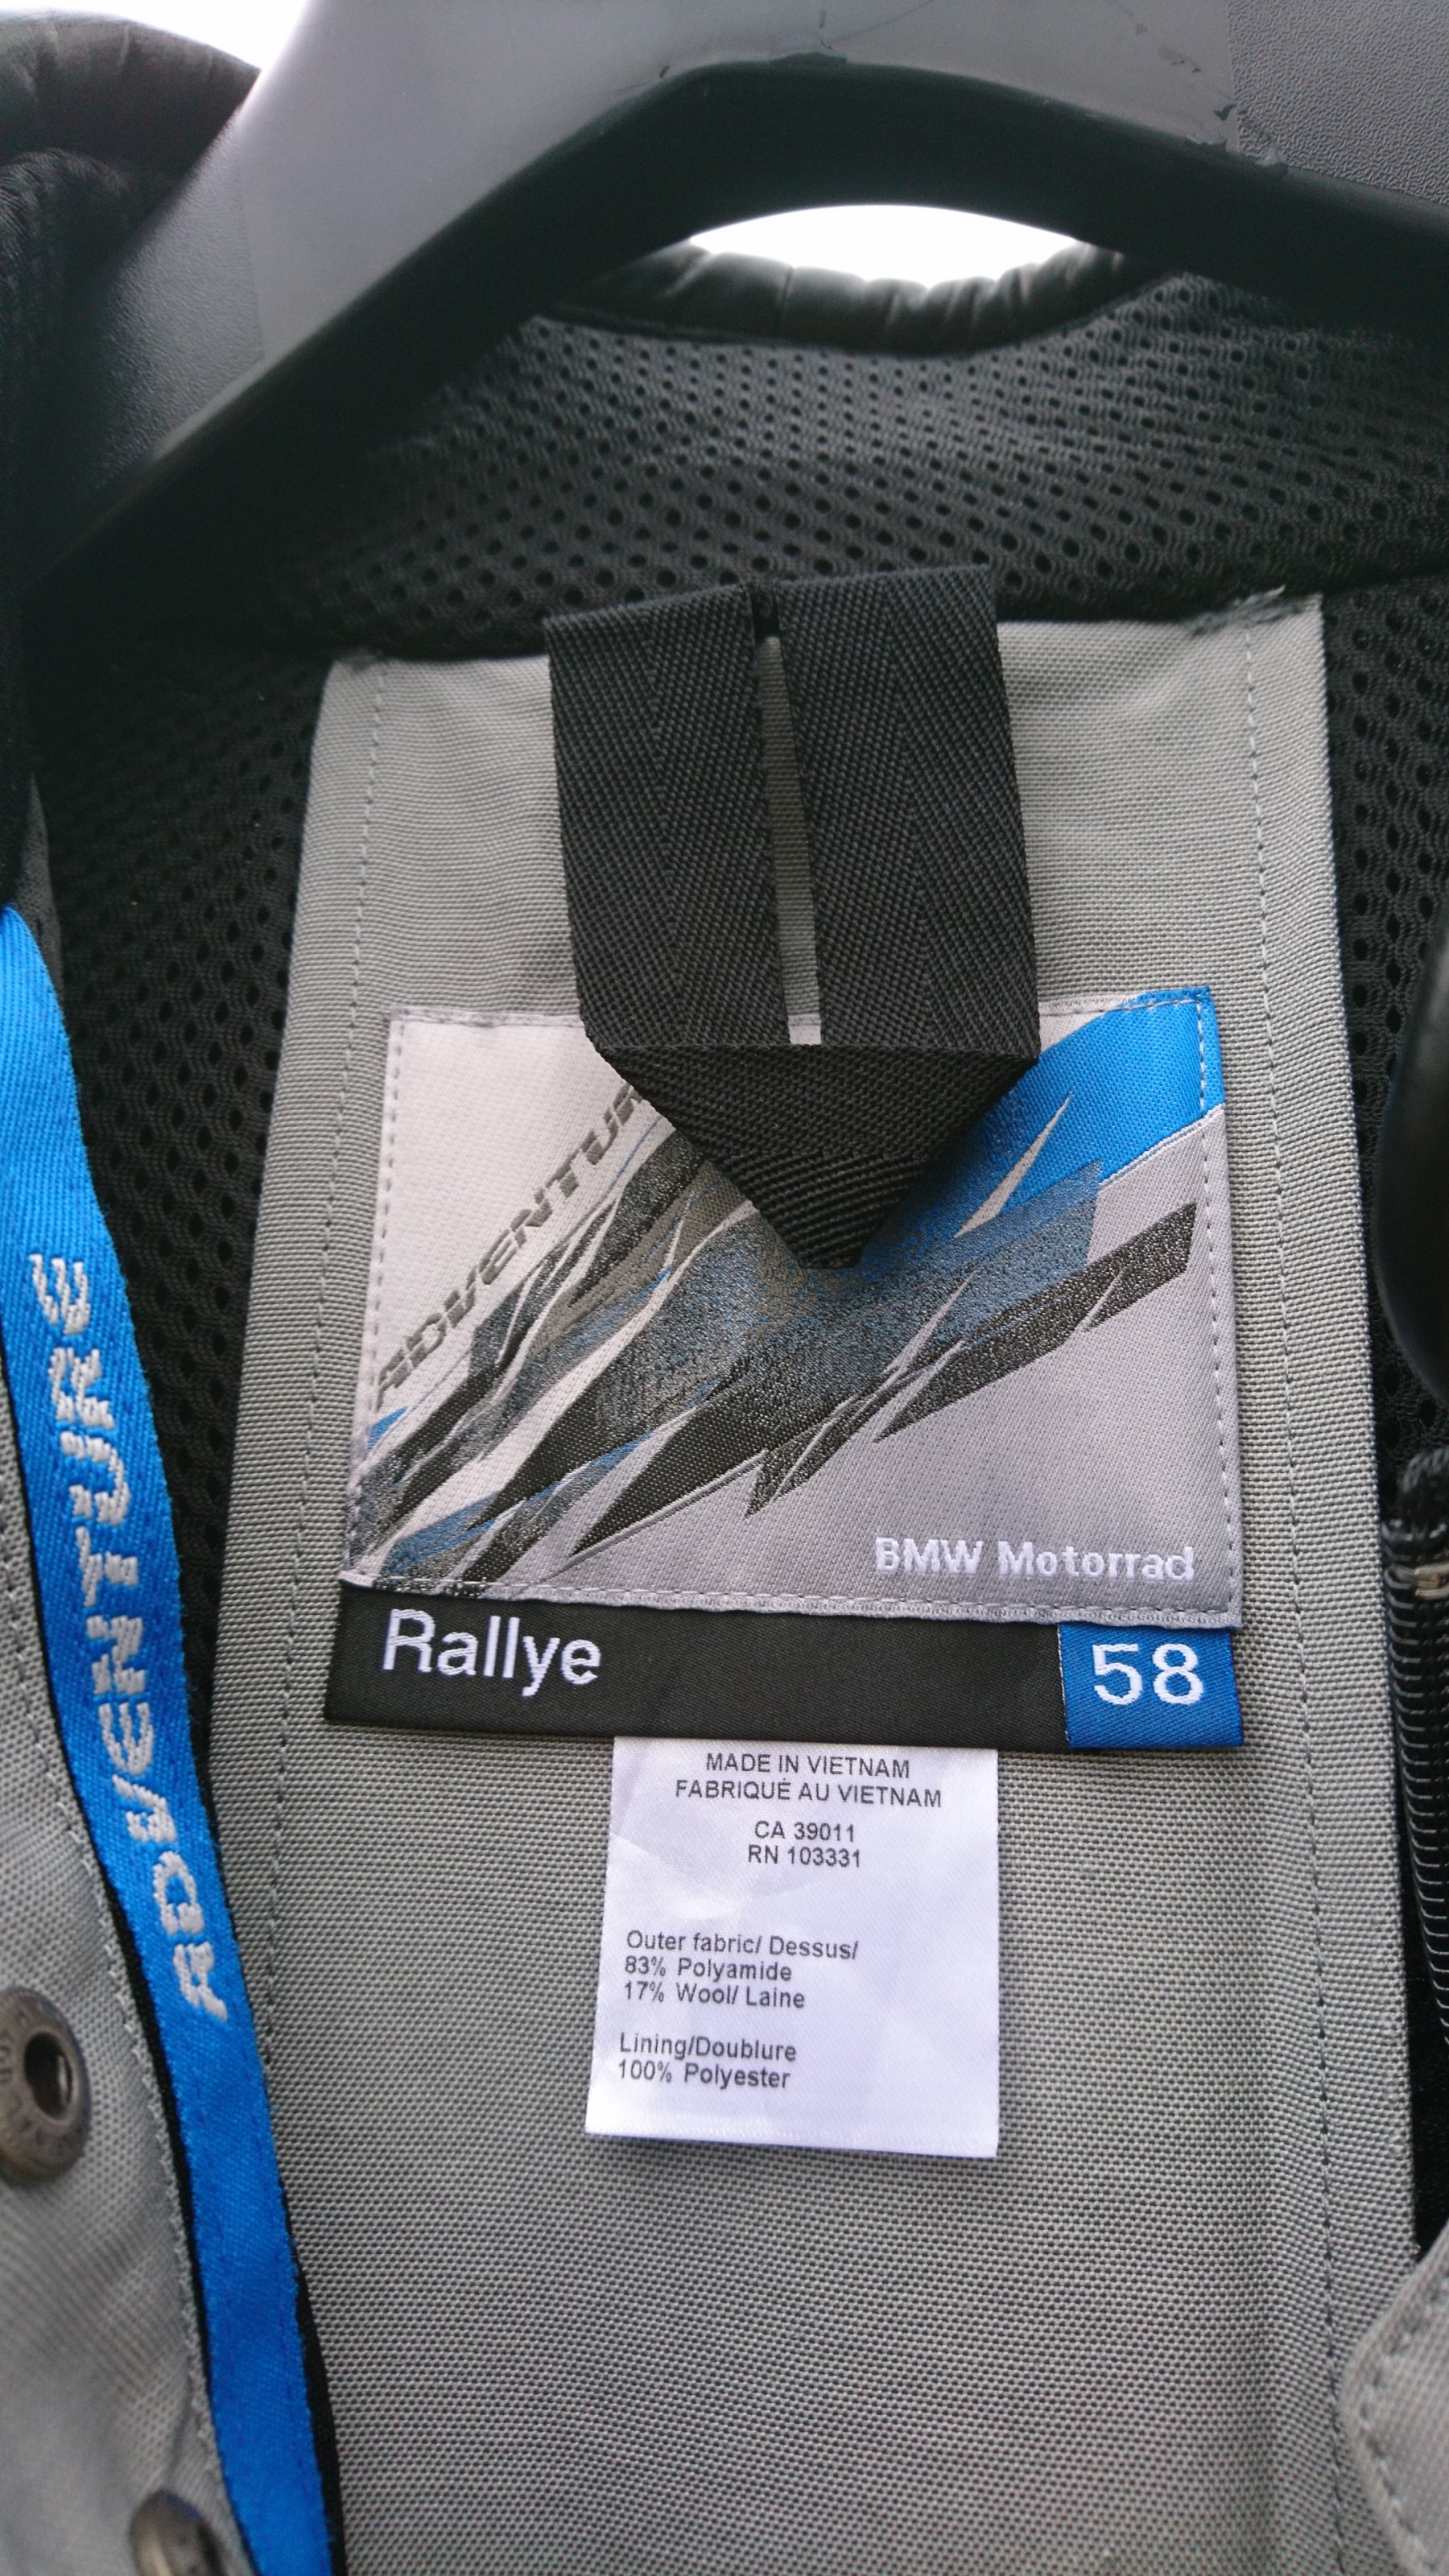 ADVENTURE
ADVENTUR
BMW Motorrad
Rallye
58
MADE IN VIETNAM
FABRIQUÉ AU VIETNAM
CA 39011
RN 103331
Outer fabric/ Dessus/
83% Polyamide
17% Wool/ Laine
Lining/Doublure
100% Polyester